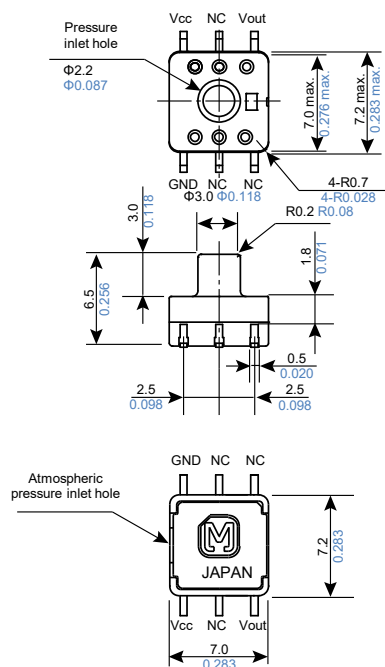 Vcc NC Vout
Pressure
inlet hole
Φ2.2
Φ0.087
7.0 max.
0.276 max.
7.2 max.
0.283 max.
GND NC NC
4-R0.7
4-R0.028
Φ3.0 Φ0.118
R0.2 R0.08
3.0
0.118
6.5
0.256
1.8
0.071
0.5
0.020
2.5
0.098
2.5
0.098
GND NC NC
Atmospheric
pressure inlet hole
M
JAPAN
7.2
0.283
Vcc NC Vout
7.0
0.283